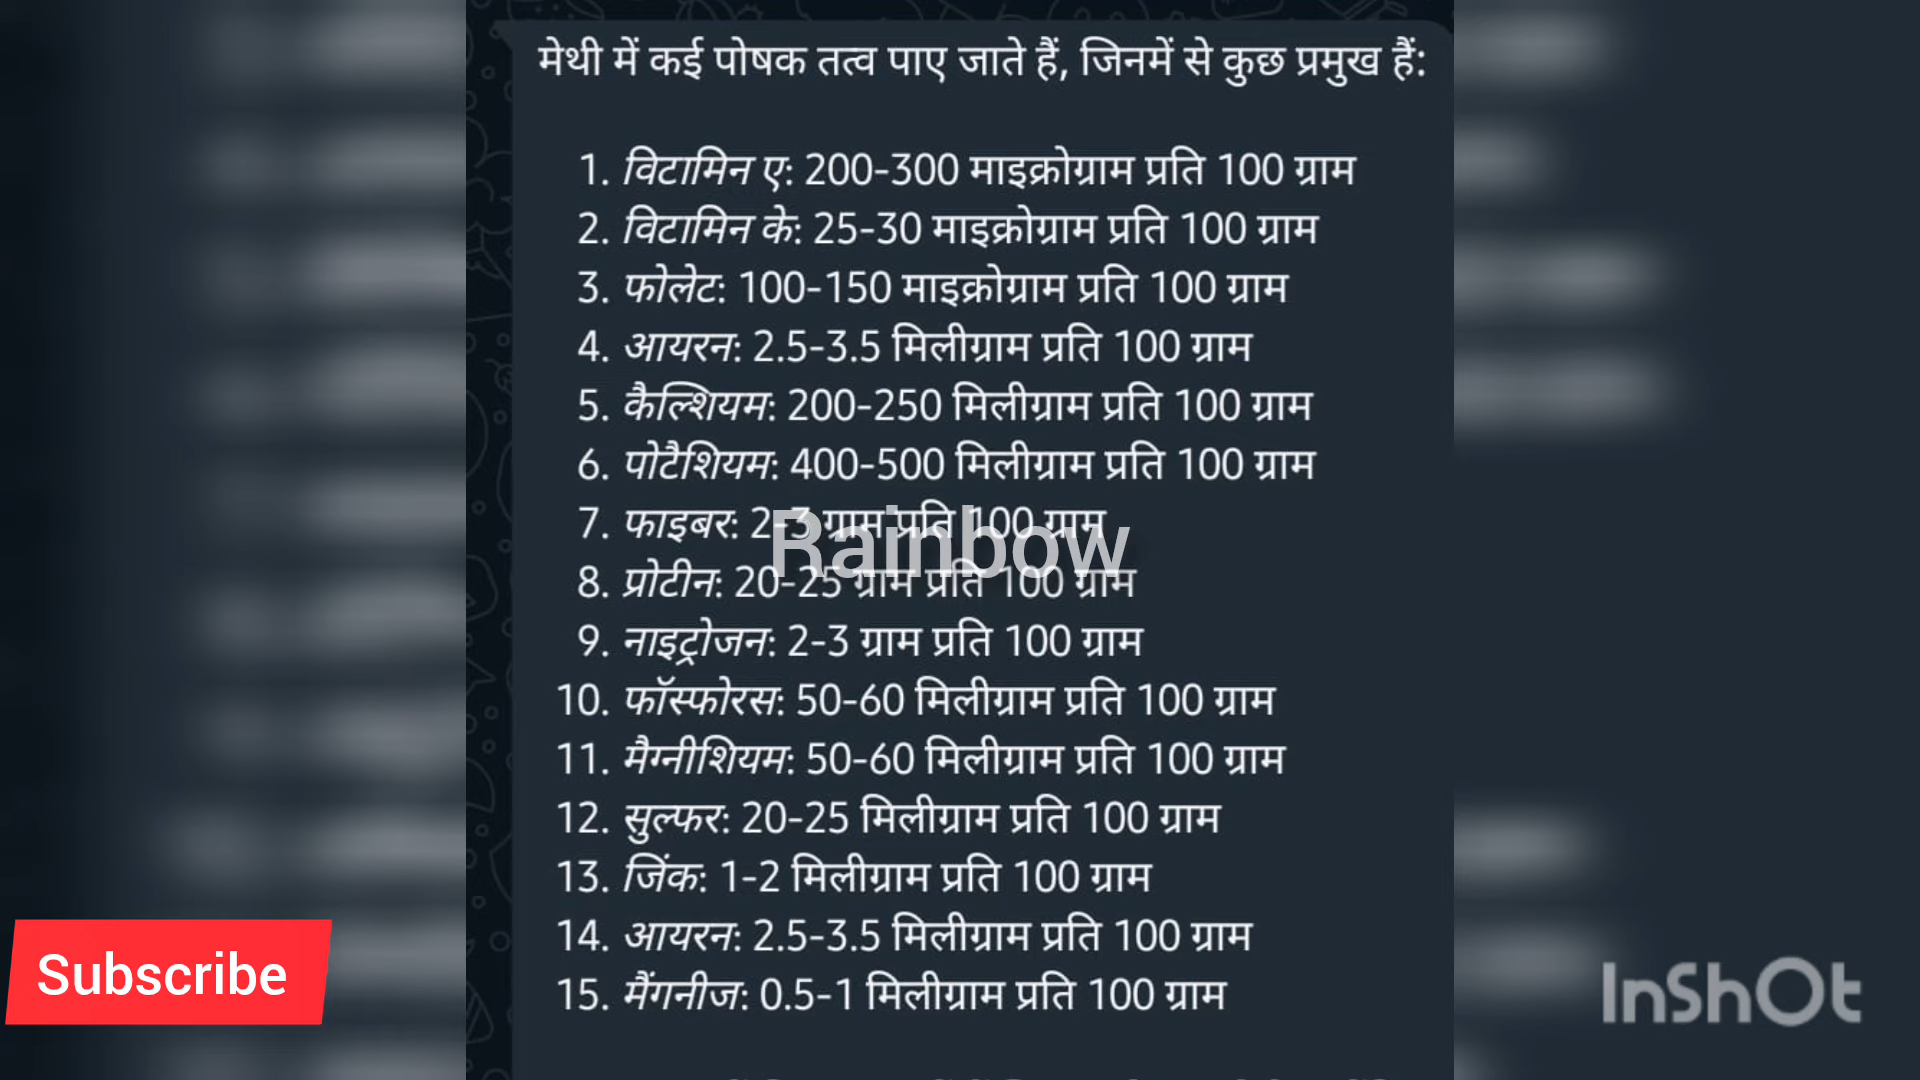 मेथी में कई पोषक तत्व पाए जाते हैं, जिनमें से कुछ प्रमुख हैं:
1. विटामिन ए: 200-300 माइक्रोग्राम प्रति 100 ग्राम
2. विटामिन के: 25-30 माइक्रोग्राम प्रति 100 ग्राम
3. फोलेट: 100-150 माइक्रोग्राम प्रति 100 ग्राम
4. आयरन: 2.5-3.5 मिलीग्राम प्रति 100 ग्राम
5. कैल्शियम: 200-250 मिलीग्राम प्रति 100 ग्राम
6. पोटैशियम: 400-500 मिलीग्राम प्रति 100 ग्राम
7. फाइबर: 2-3 ग्राम प्रति 100 ग्राम
Rainbow
8. प्रोटीन: 20-25 ग्राम प्रति 100 ग्राम
9. नाइट्रोजन: 2-3 ग्राम प्रति 100 ग्राम
10. फॉस्फोरस: 50-60 मिलीग्राम प्रति 100 ग्राम
11. मैग्नीशियम: 50-60 मिलीग्राम प्रति 100 ग्राम
12. सुल्फर: 20-25 मिलीग्राम प्रति 100 ग्राम
13. जिंक: 1-2 मिलीग्राम प्रति 100 ग्राम
14. आयरन: 2.5-3.5 मिलीग्राम प्रति 100 ग्राम
15. मैंगनीज: 0.5-1 मिलीग्राम प्रति 100 ग्राम
Subscribe
InShOt